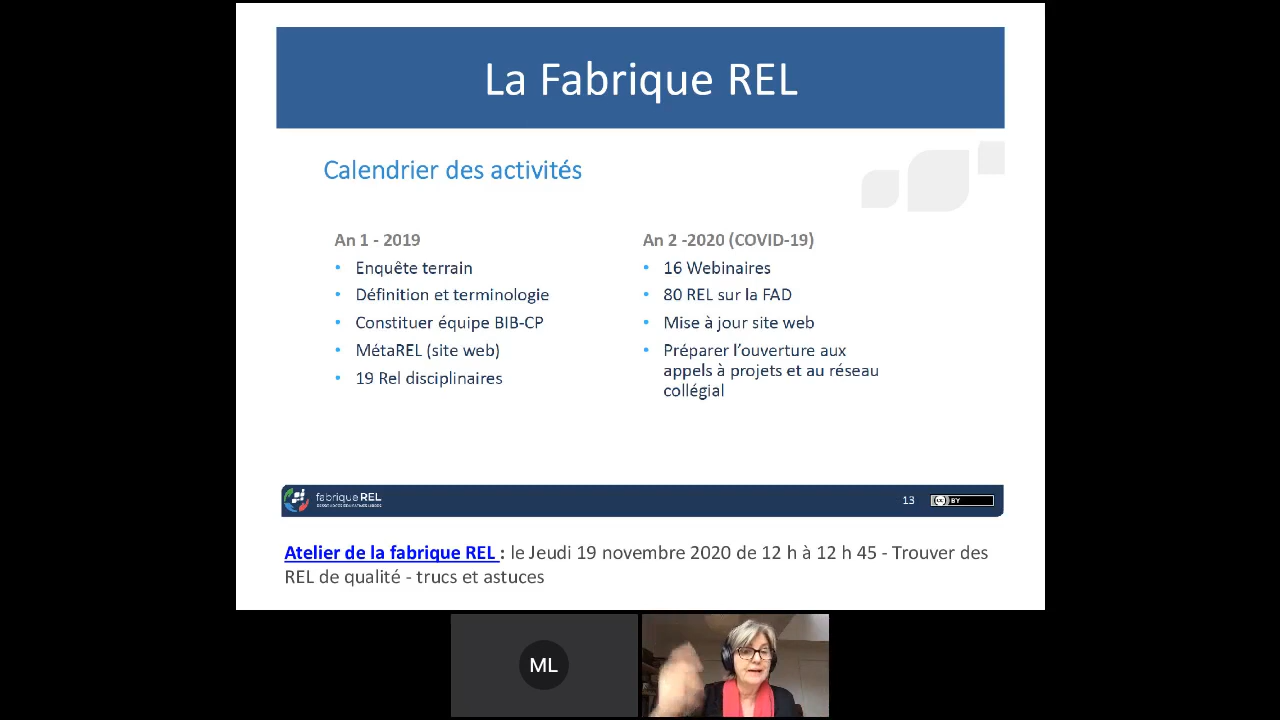 La Fabrique REL
Calendrier des activités
An 1 - 2019
• Enquête terrain
• Définition et terminologie
• Constituer équipe BIB-CP
• MétaREL (site web)
• 19 Rel disciplinaires
An 2 -2020 (COVID-19)
• 16 Webinaires
• 80 REL sur la FAD
• Mise à jour site web
• Préparer l’ouverture aux
appels à projets et au réseau
collégial
fabrique REL
13
CC BY
Atelier de la fabrique REL : le Jeudi 19 novembre 2020 de 12 h à 12 h 45 - Trouver des
REL de qualité - trucs et astuces
ML